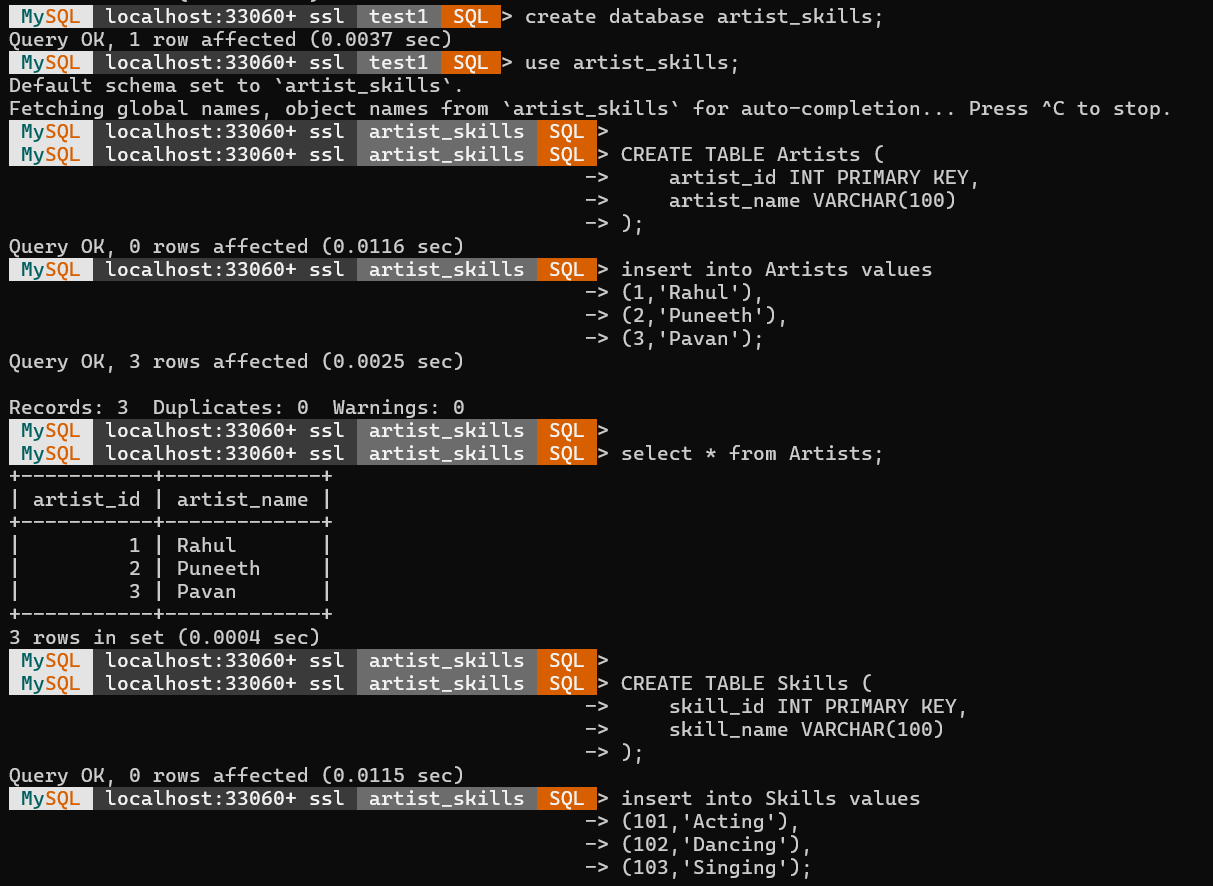 MySQL localhost:33060+ ssl test1 SQL > create database artist_skills;
Query OK, 1 row affected (0.0037 sec)
MySQL localhost:33060+ ssl test1 SQL > use artist_skills;
Default schema set to `artist_skills`.
Fetching global names, object names from `artist_skills` for auto-completion... Press ^C to stop.
MySQL localhost:33060+ ssl artist_skills SQL >
MySQL localhost:33060+ ssl artist_skills SQL > CREATE TABLE Artists (
->     artist_id INT PRIMARY KEY,
->     artist_name VARCHAR(100)
-> );
Query OK, 0 rows affected (0.0116 sec)
MySQL localhost:33060+ ssl artist_skills SQL > insert into Artists values
-> (1,'Rahul'),
-> (2,'Puneeth'),
-> (3,'Pavan');
Query OK, 3 rows affected (0.0025 sec)

Records: 3  Duplicates: 0  Warnings: 0
MySQL localhost:33060+ ssl artist_skills SQL >
MySQL localhost:33060+ ssl artist_skills SQL > select * from Artists;
+-----------+-------------+
| artist_id | artist_name |
+-----------+-------------+
|         1 | Rahul       |
|         2 | Puneeth     |
|         3 | Pavan       |
+-----------+-------------+
3 rows in set (0.0004 sec)
MySQL localhost:33060+ ssl artist_skills SQL >
MySQL localhost:33060+ ssl artist_skills SQL > CREATE TABLE Skills (
->     skill_id INT PRIMARY KEY,
->     skill_name VARCHAR(100)
-> );
Query OK, 0 rows affected (0.0115 sec)
MySQL localhost:33060+ ssl artist_skills SQL > insert into Skills values
-> (101,'Acting'),
-> (102,'Dancing'),
-> (103,'Singing');